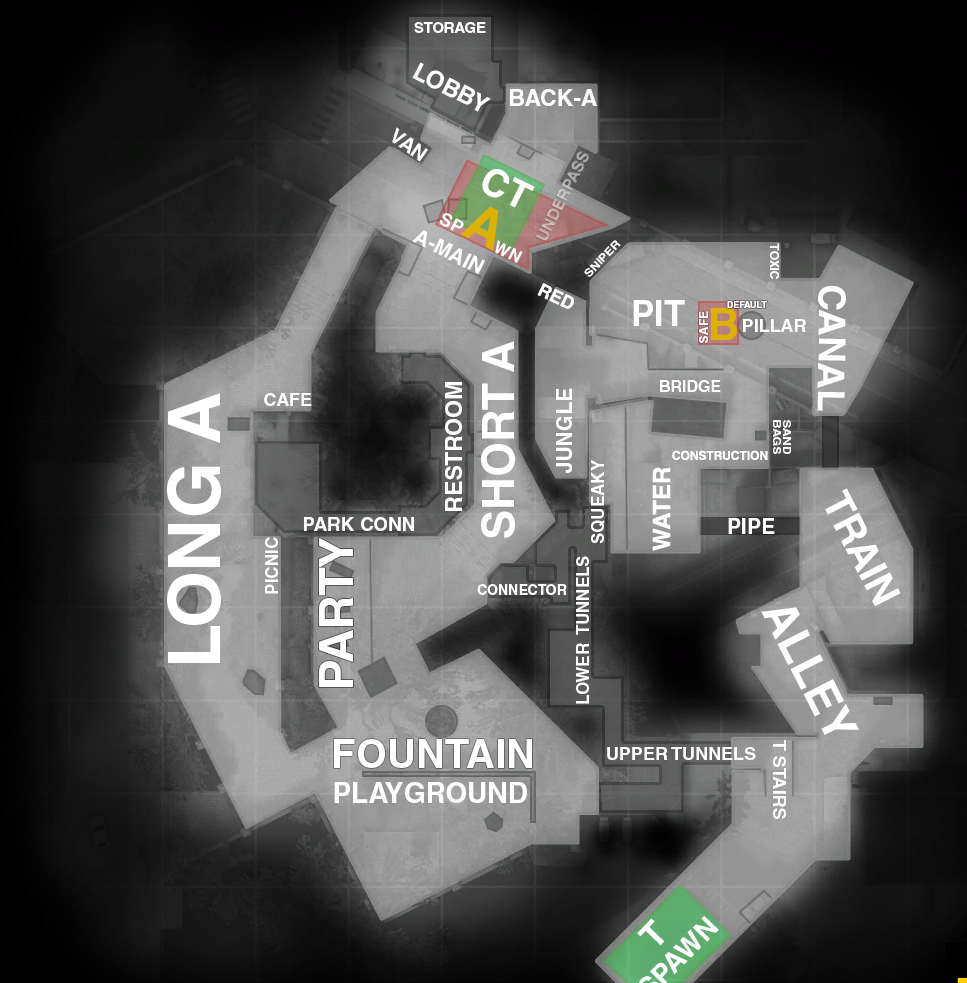 STORAGE
LOBBY
BACK-A
VAN
UNDERPASS
CT
A
SPAWN
A-MAIN
SNIPER
TOXIC
RED
CANAL
PIT
SAFE
B
DEFAULT
PILLAR
LONG A
CAFE
RESTROOM
SHORT A
JUNGLE
BRIDGE
SAND
BAGS
CONSTRUCTION
SQUEAKY
WATER
PARK CONN
PIPE
TRAIN
PICNIC
PARTY
CONNECTOR
LOWER TUNNELS
ALLEY
FOUNTAIN
PLAYGROUND
UPPER TUNNELS
T STAIRS
T
SPAWN